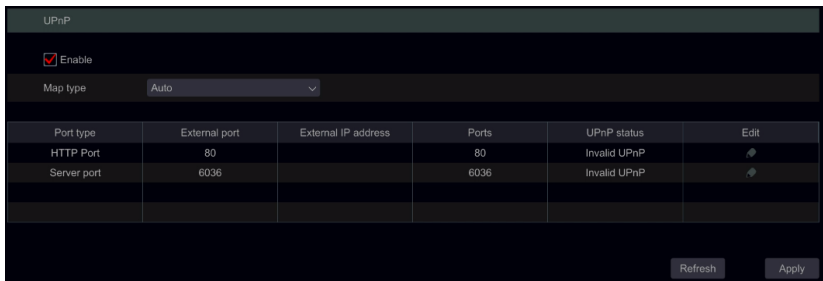 UPnP
Enable
Map type Auto
Port type External port External IP address Ports UPnP status Edit
HTTP Port 80 80 Invalid UPnP
Server port 6036 6036 Invalid UPnP
Refresh Apply